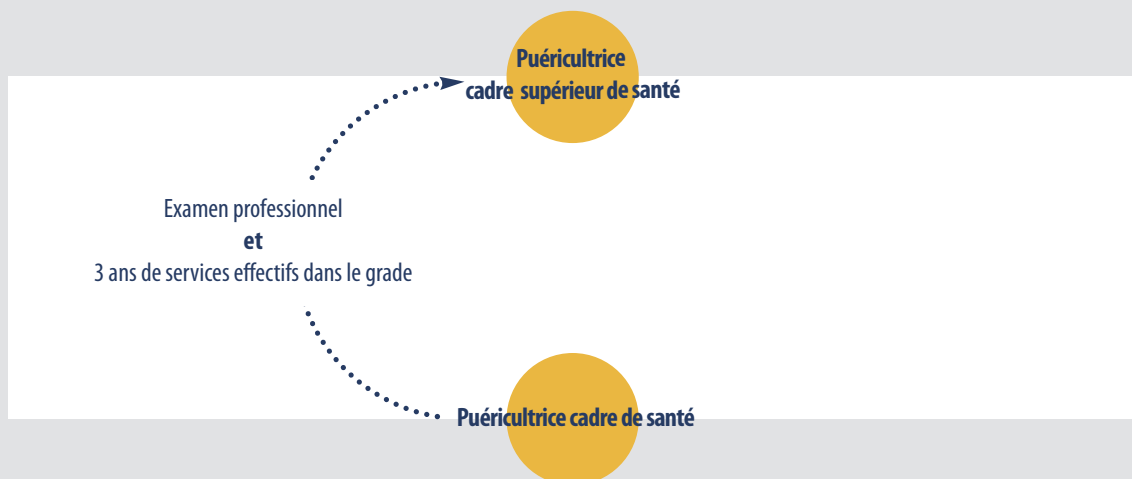 Puéricultrice
cadre supérieur de santé
Examen professionnel
et
3 ans de services effectifs dans le grade
Puéricultrice cadre de santé